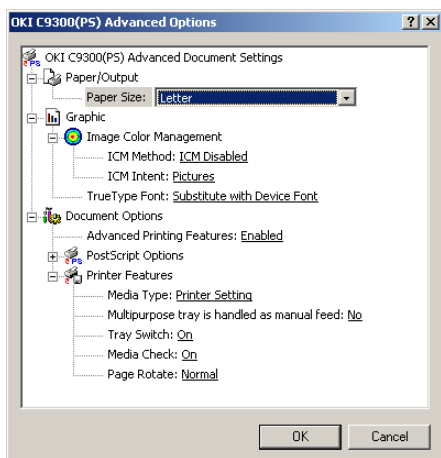 OKI C9300(PS) Advanced Options
OKI C9300(PS) Advanced Document Settings
Paper/Output
Paper Size: Letter
Graphic
Image Color Management
ICM Method: ICM Disabled
ICM Intent: Pictures
TrueType Font: Substitute with Device Font
Document Options
Advanced Printing Features: Enabled
PostScript Options
Printer Features
Media Type: Printer Setting
Multipurpose tray is handled as manual feed: No
Tray Switch: On
Media Check: On
Page Rotate: Normal
OK Cancel